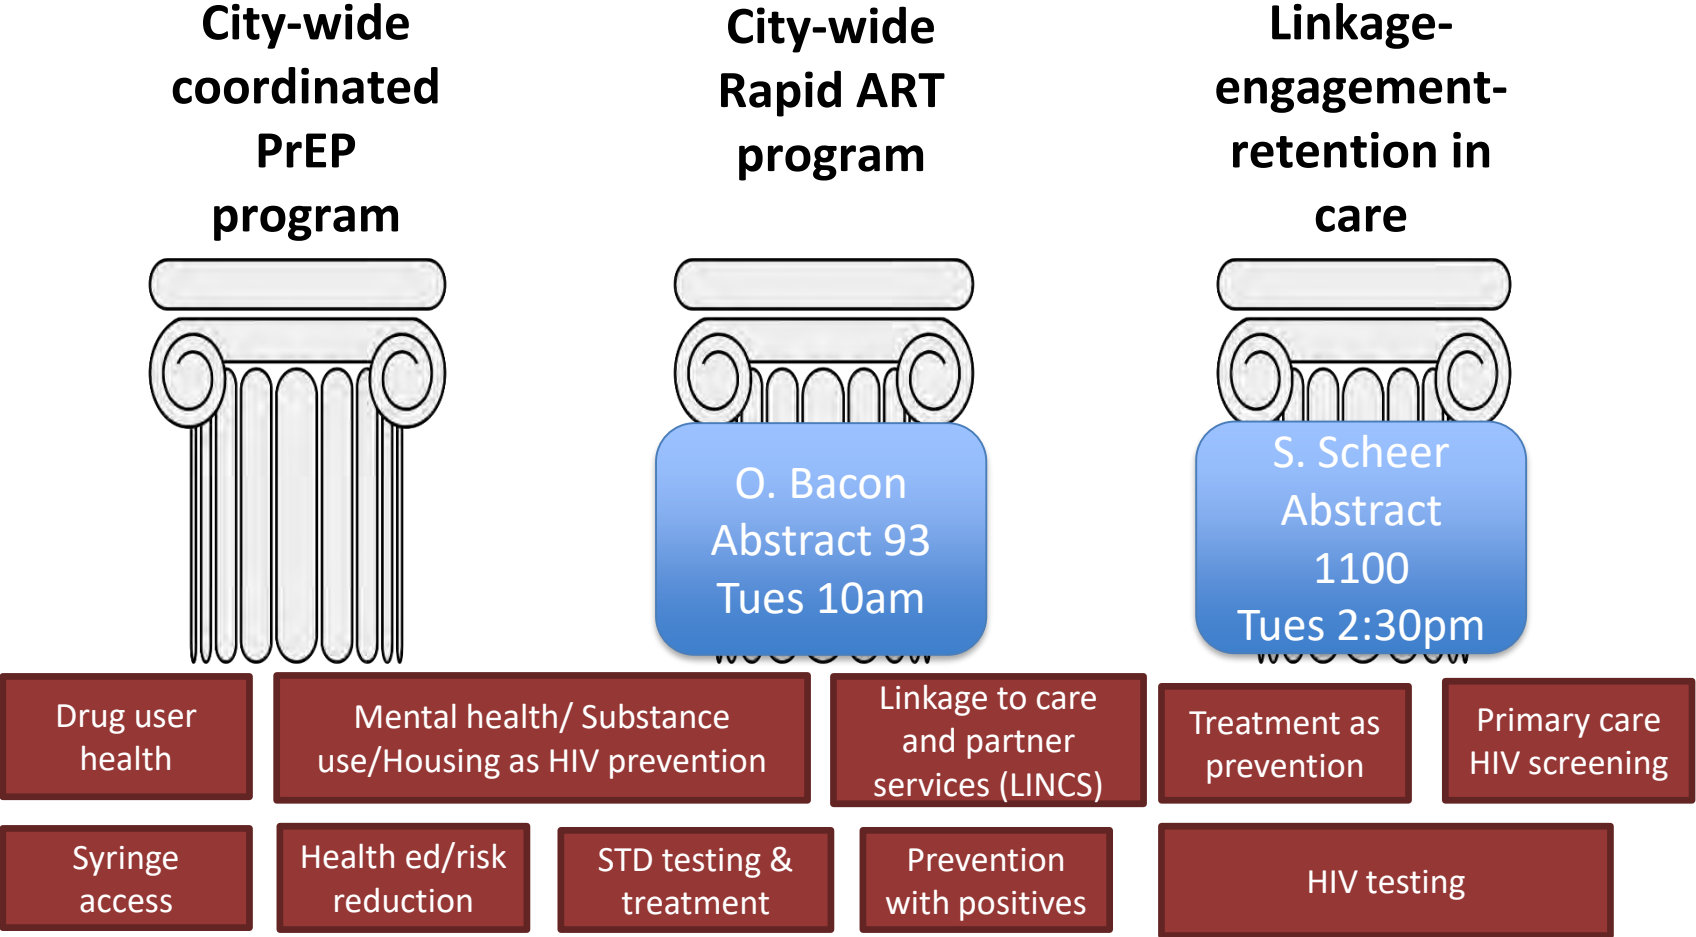 City-wide
coordinated
PrEP
program
City-wide
Rapid ART
program
Linkage-
engagement-
retention in
care
O. Bacon
Abstract 93
Tues 10am
S. Scheer
Abstract
1100
Tues 2:30pm
Drug user
health
Mental health/ Substance
use/Housing as HIV prevention
Linkage to care
and partner
services (LINCS)
Treatment as
prevention
Primary care
HIV screening
Syringe
access
Health ed/risk
reduction
STD testing &
treatment
Prevention
with positives
HIV testing